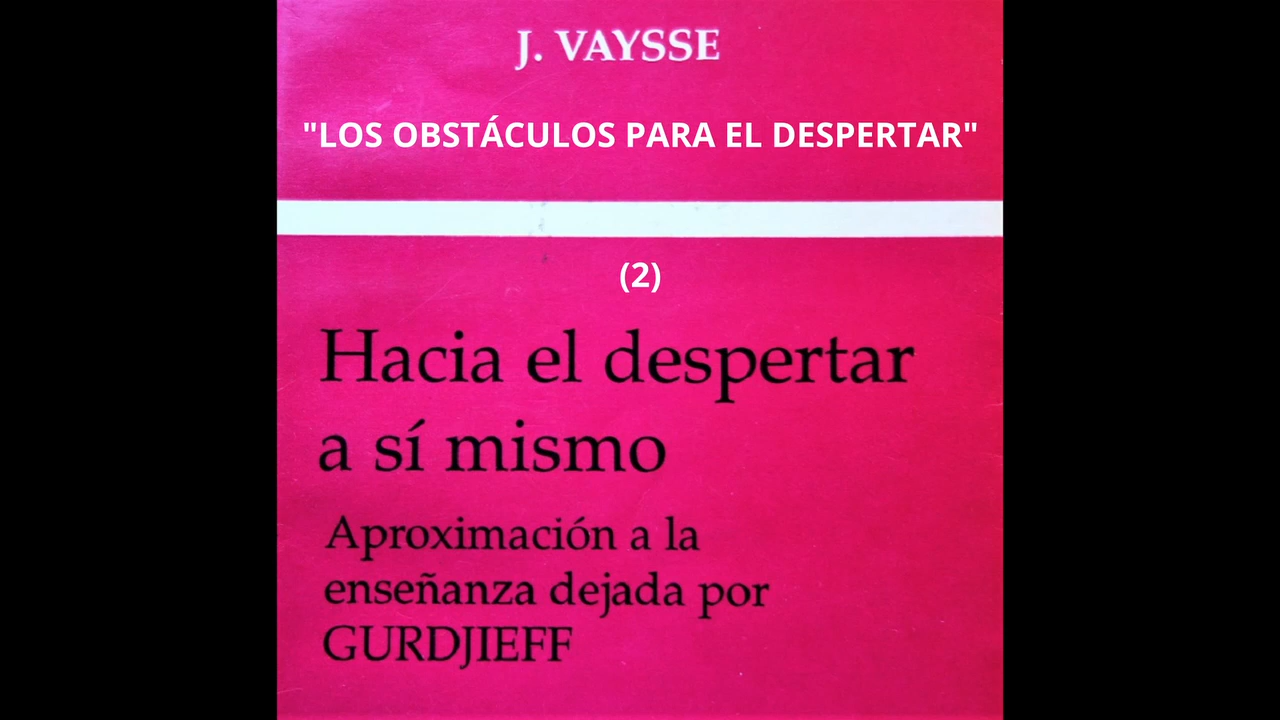 J. VAYSSE
"LOS OBSTÁCULOS PARA EL DESPERTAR"
(2)
Hacia el despertar
a sí mismo
Aproximación a la
enseñanza dejada por
GURDJIEFF